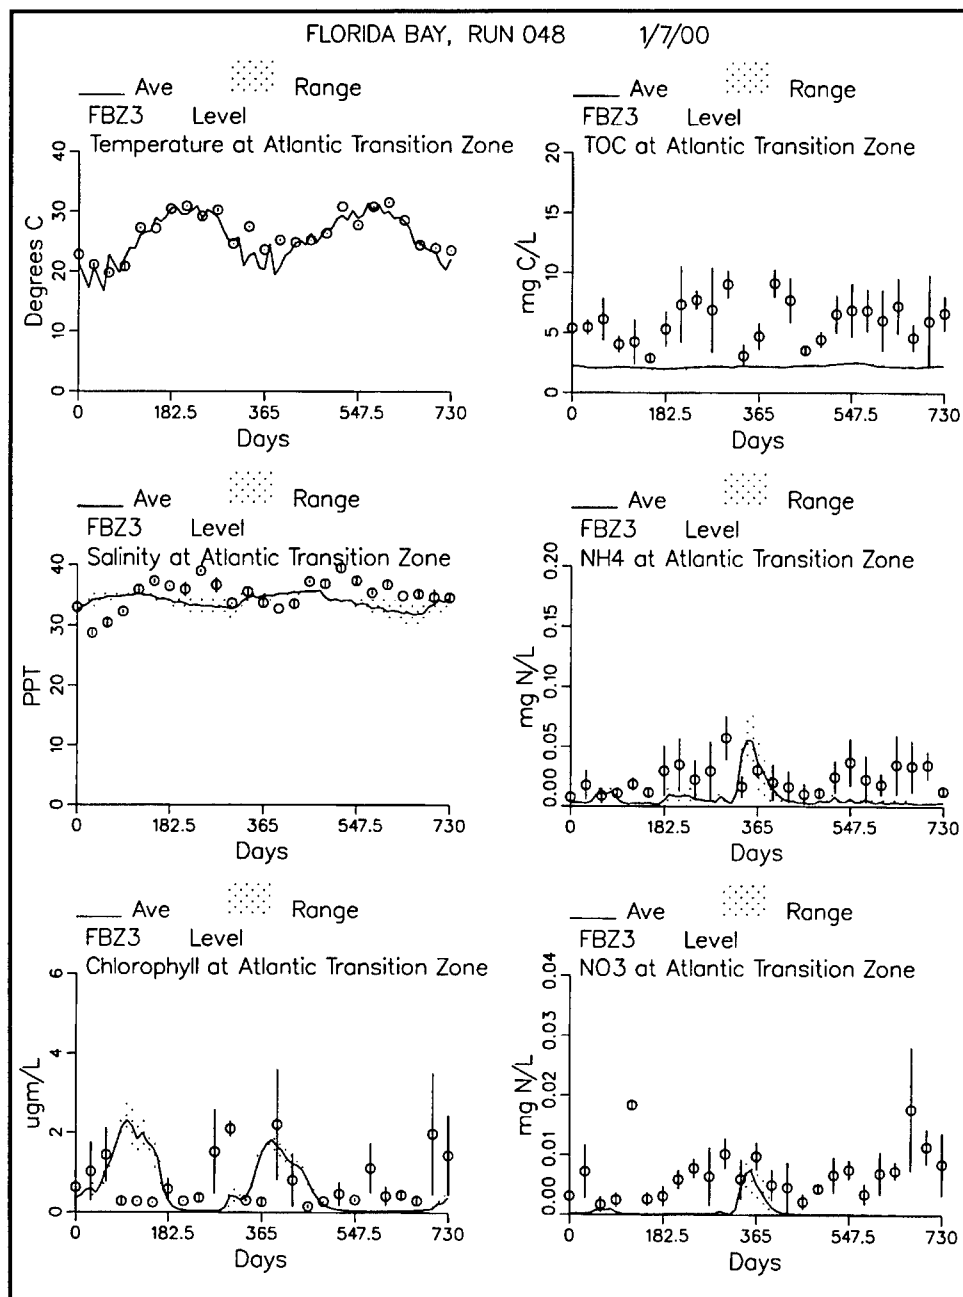 FLORIDA BAY, RUN 048 1/7/00
Ave Range
FBZ3 Level
Temperature at Atlantic Transition Zone
40
30
20
10
0
Degrees C
0 182.5 365 547.5 730
Days
Ave Range
FBZ3 Level
TOC at Atlantic Transition Zone
20
15
10
5
0
mg C/L
0 182.5 365 547.5 730
Days
Ave Range
FBZ3 Level
Salinity at Atlantic Transition Zone
40
30
20
10
0
PPT
0 182.5 365 547.5 730
Days
Ave Range
FBZ3 Level
NH4 at Atlantic Transition Zone
0.20
0.15
0.10
0.05
0.00
mg N/L
0 182.5 365 547.5 730
Days
Ave Range
FBZ3 Level
Chlorophyll at Atlantic Transition Zone
6
4
2
0
ugm/L
0 182.5 365 547.5 730
Days
Ave Range
FBZ3 Level
NO3 at Atlantic Transition Zone
0.04
0.03
0.02
0.01
0.00
mg N/L
0 182.5 365 547.5 730
Days